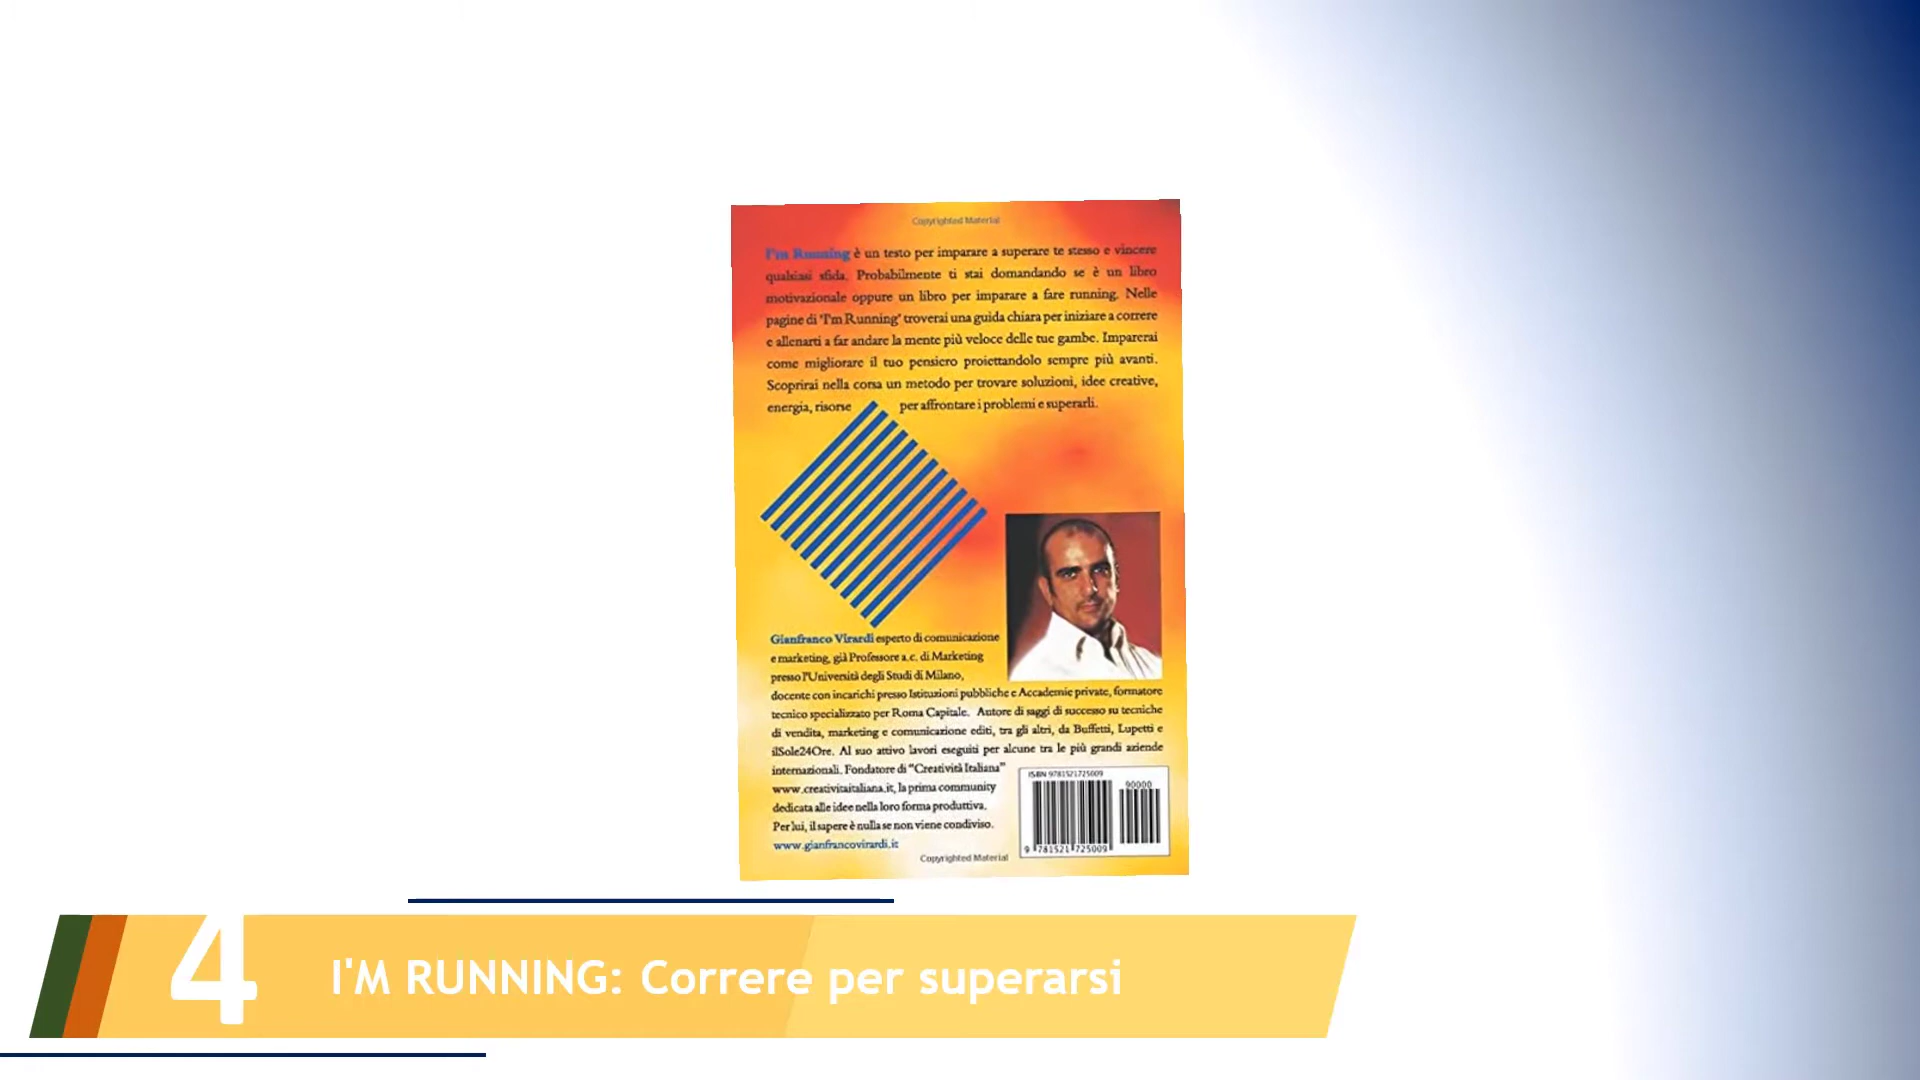 Copyrighted Material
I'm Running è un testo per imparare a superare te stesso e vincere
qualsiasi sfida. Probabilmente ti stai domandando se è un libro
motivazionale oppure un libro per imparare a fare running. Nelle
pagine di 'I'm Running' troverai una guida chiara per iniziare a correre
e allenarti a far andare la mente più veloce delle tue gambe. Imparerai
come migliorare il tuo pensiero proiettandolo sempre più avanti.
Scoprirai nella corsa un metodo per trovare soluzioni, idee creative,
energia, risorse per affrontare i problemi e superarli.
Gianfranco Virardi esperto di comunicazione
e marketing, già Professore a.c. di Marketing
presso l'Università degli Studi di Milano,
docente con incarichi presso Istituzioni pubbliche e Accademie private, formatore
tecnico specializzato per Roma Capitale. Autore di saggi di successo su tecniche
di vendita, marketing e comunicazione editi, tra gli altri, da Buffetti, Lupetti e
ilSole24Ore. Al suo attivo lavori eseguiti per alcune tra le più grandi aziende
internazionali. Fondatore di "Creatività Italiana"
www.creativitaitaliana.it, la prima community
dedicata alle idee nella loro forma produttiva.
Per lui, il sapere è nulla se non viene condiviso.
www.gianfrancovirardi.it
ISBN 9781521725009
90000
9 781521 725009
Copyrighted Material
4
I'M RUNNING: Correre per superarsi